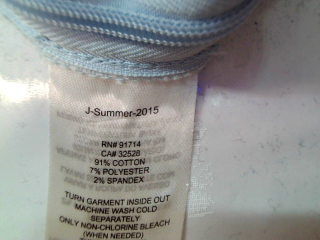 J-Summer-2015
RN# 91714
CA# 32528
91% COTTON
7% POLYESTER
2% SPANDEX
TURN GARMENT INSIDE OUT
MACHINE WASH COLD
SEPARATELY
ONLY NON-CHLORINE BLEACH
(WHEN NEEDED)